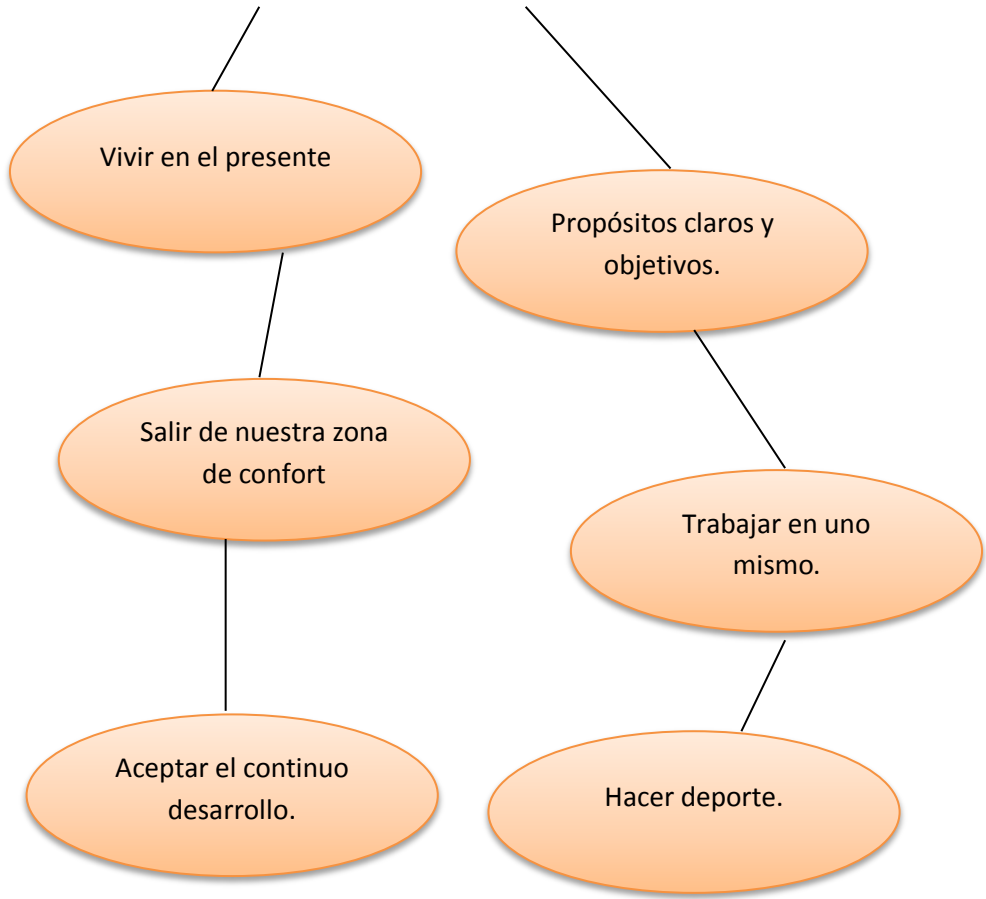 Vivir en el presente
Propósitos claros y
objetivos.
Salir de nuestra zona
de confort
Trabajar en uno
mismo.
Aceptar el continuo
desarrollo.
Hacer deporte.